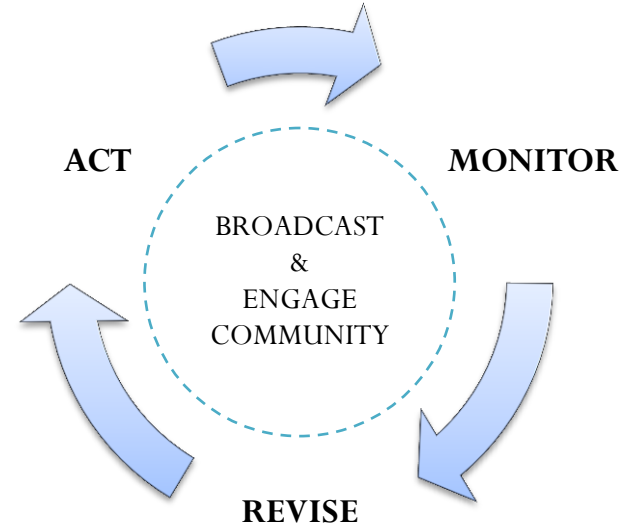 ACT
MONITOR
BROADCAST
&
ENGAGE
COMMUNITY
REVISE